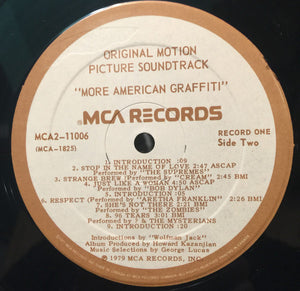 ORIGINAL MOTION
PICTURE SOUNDTRACK
"MORE AMERICAN GRAFFITI"
MCA RECORDS
MCA2-11006
(MCA-1825)
RECORD ONE
Side Two
1. INTRODUCTION :09
2. STOP IN THE NAME OF LOVE 2:47 ASCAP
Performed by "THE SUPREMES"
3. STRANGE BREW Performed by "CREAM" 2:45 BMI
4. JUST LIKE A WOMAN 4:50 ASCAP
Performed by "BOB DYLAN"
5. INTRODUCTION :05
6. RESPECT (Performed by "ARETHA FRANKLIN" 2:26 BMI
7. SHE'S NOT THERE 2:21 BMI
Performed by "THE ZOMBIES"
8. 96 TEARS 3:01 BMI
Performed by ? & THE MYSTERIANS
9. INTRODUCTION :20
Introductions by "Wolfman Jack"
Album Produced by Howard Kazanjian
Music Selections by George Lucas
© 1979 MCA RECORDS, INC.